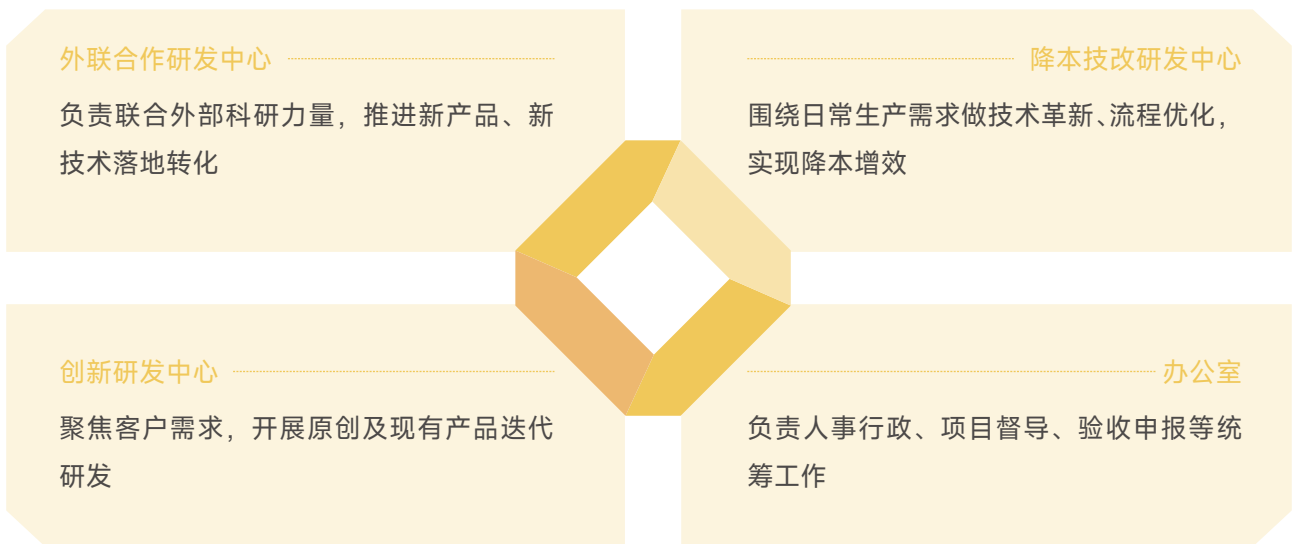 外联合作研发中心
负责联合外部科研力量，推进新产品、新
技术落地转化
降本技改研发中心
围绕日常生产需求做技术革新、流程优化，
实现降本增效
创新研发中心
聚焦客户需求，开展原创及现有产品迭代
研发
办公室
负责人事行政、项目督导、验收申报等统
筹工作